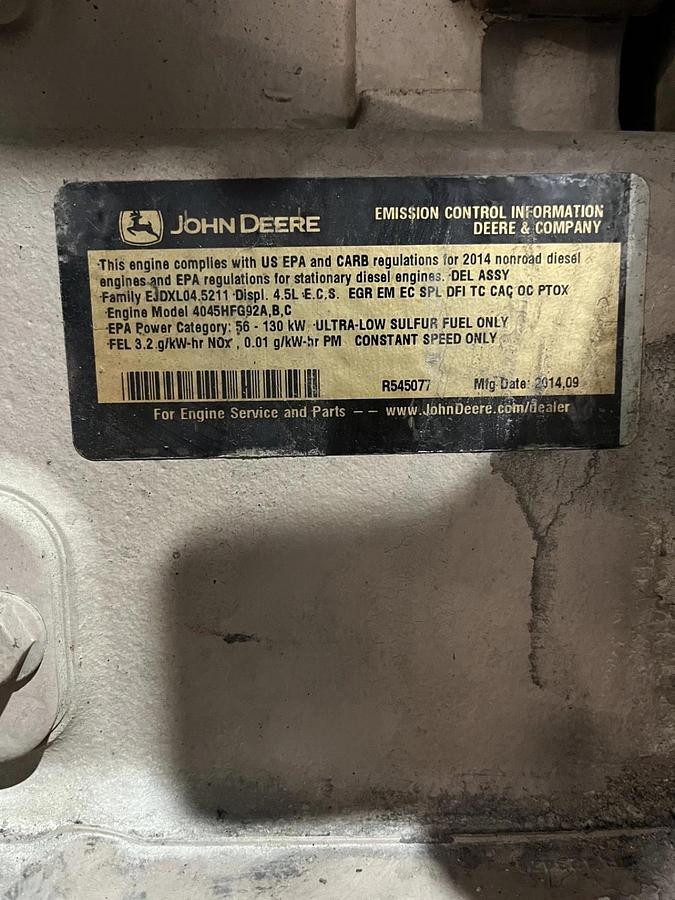 JOHN DEERE
EMISSION CONTROL INFORMATION
DEERE & COMPANY
This engine complies with US EPA and CARB regulations for 2014 nonroad diesel
engines and EPA regulations for stationary diesel engines. DEL ASSY
Family EJDXL04.5211 Displ. 4.5L E.C.S. EGR EM EC SPL DFI TC CAC OC PTOX
Engine Model 4045HFG92A,B,C
EPA Power Category: 56 - 130 kW ULTRA-LOW SULFUR FUEL ONLY
FEL 3.2 g/kW-hr NOx , 0.01 g/kW-hr PM CONSTANT SPEED ONLY
R545077 Mfg Date: 2014,09
For Engine Service and Parts – – www.JohnDeere.com/dealer